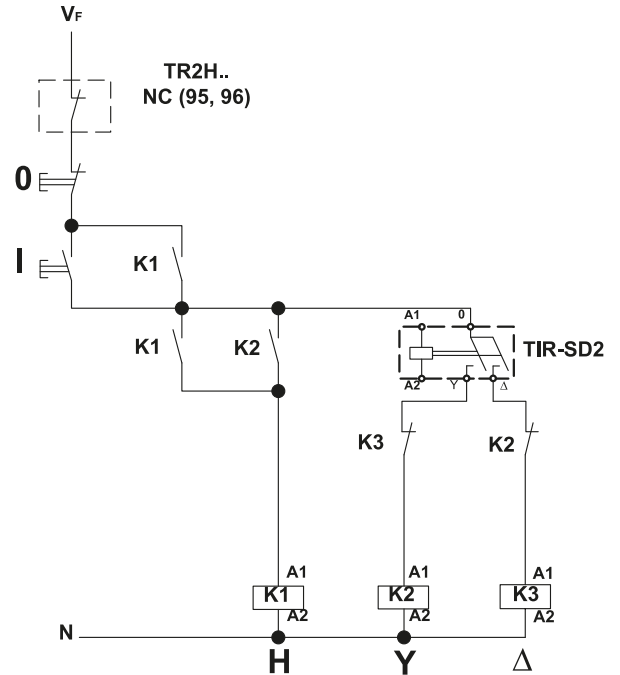 VF
TR2H..
NC (95, 96)
0
I
K1
K1
K2
A1
0
TIR-SD2
A2
Y
Δ
K3
K2
A1
A1
A1
K1
K2
K3
A2
A2
A2
N
H
Y
Δ